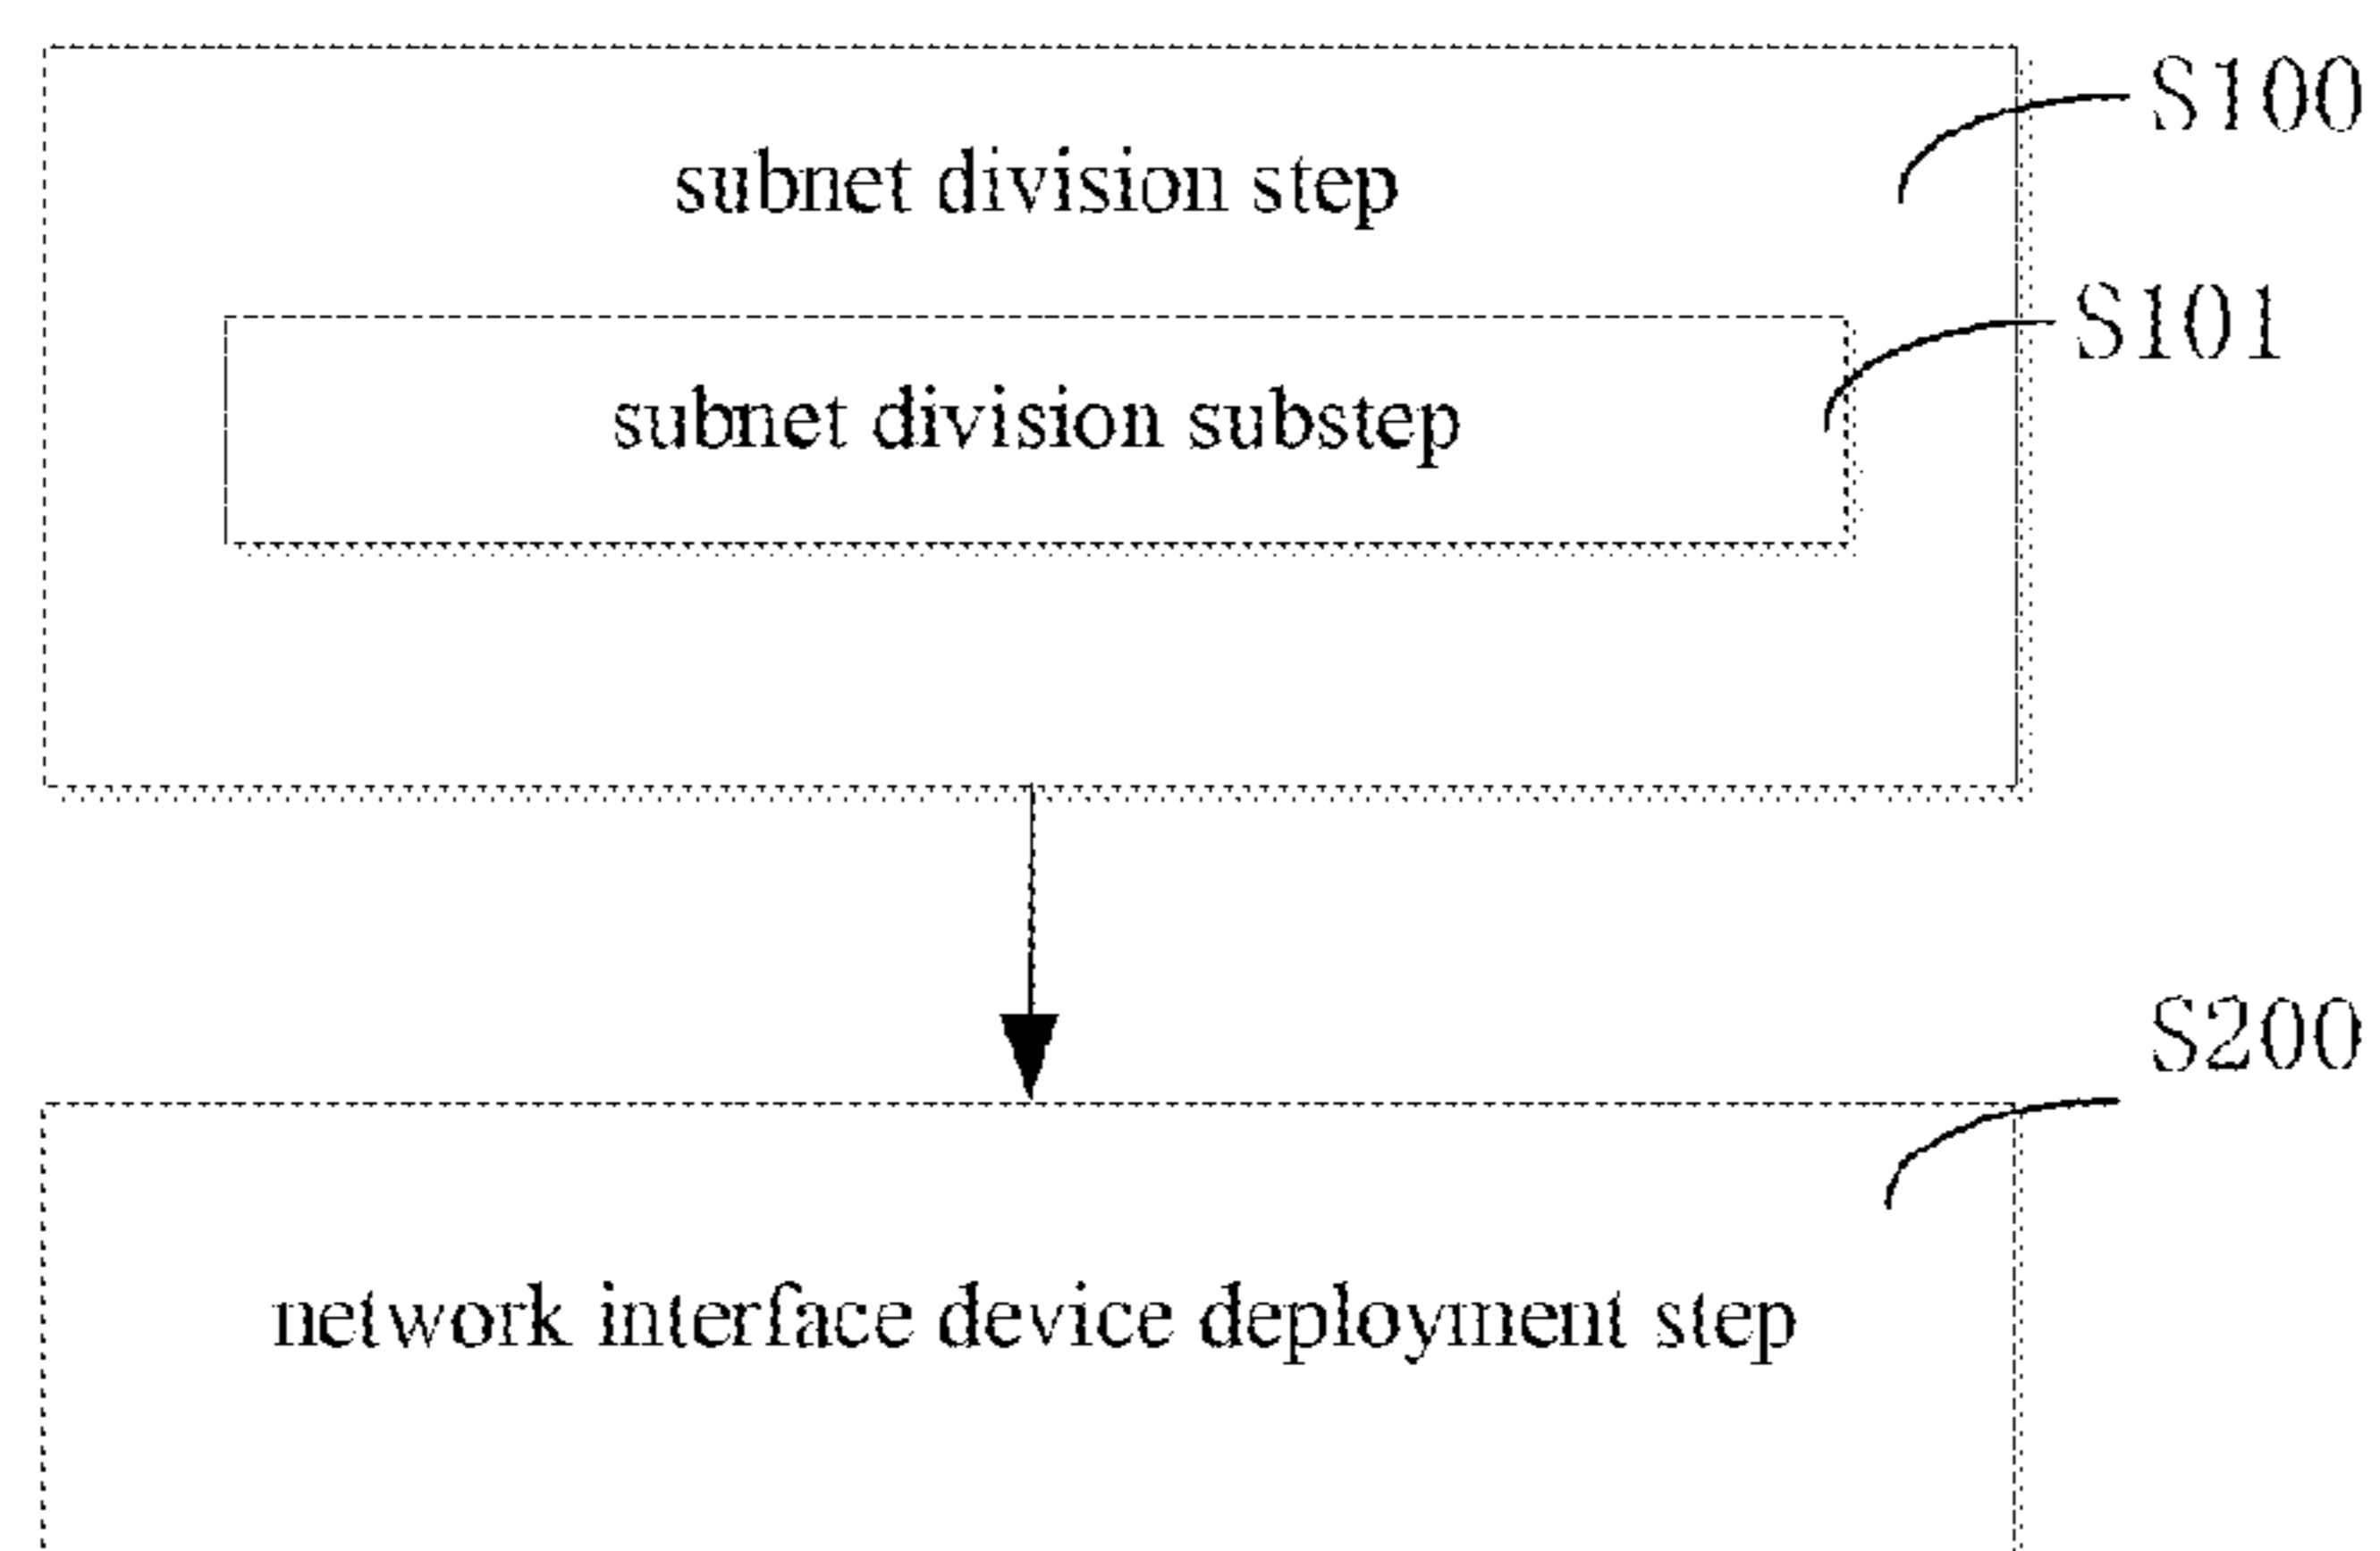 S100
subnet division step
S101
subnet division substep
S200
network interface device deployment step